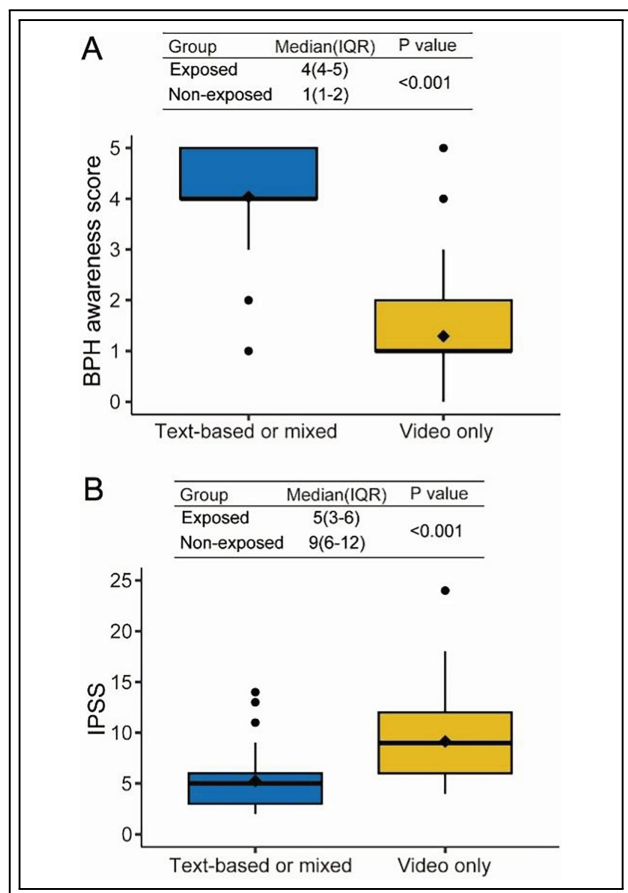 A
Group Median(IQR) P value
Exposed 4(4-5)
<0.001
Non-exposed 1(1-2)
BPH awareness score
5
4
3
2
1
0
Text-based or mixed Video only
B
Group Median(IQR) P value
Exposed 5(3-6)
<0.001
Non-exposed 9(6-12)
IPSS
25
20
15
10
5
0
Text-based or mixed Video only